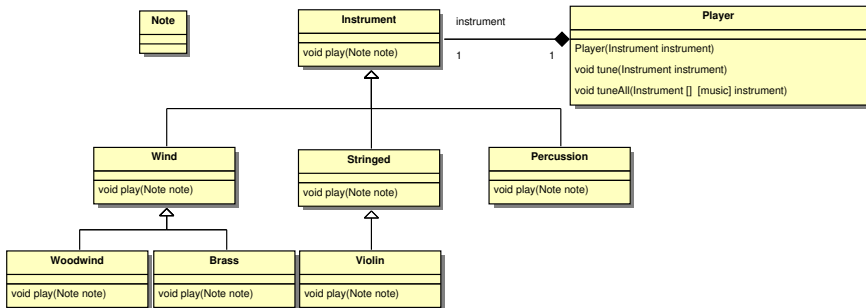 Note
Instrument
void play(Note note)
instrument
1
1
Player
Player(Instrument instrument)
void tune(Instrument instrument)
void tuneAll(Instrument [] [music] instrument)
Wind
void play(Note note)
Stringed
void play(Note note)
Percussion
void play(Note note)
Woodwind
void play(Note note)
Brass
void play(Note note)
Violin
void play(Note note)